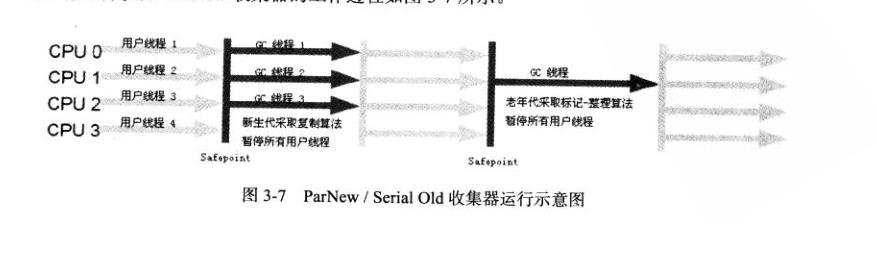 收集器的工作过程如图 3-7 所示。
CPU 0 用户线程 1 GC 线程 1
CPU 1 用户线程 2 GC 线程 2 GC 线程
CPU 2 用户线程 3 GC 线程 3 老年代采取标记-整理算法
CPU 3 用户线程 4 新生代采取复制算法 暂停所有用户线程
暂停所有用户线程
Safepoint Safepoint
图 3-7 ParNew / Serial Old 收集器运行示意图